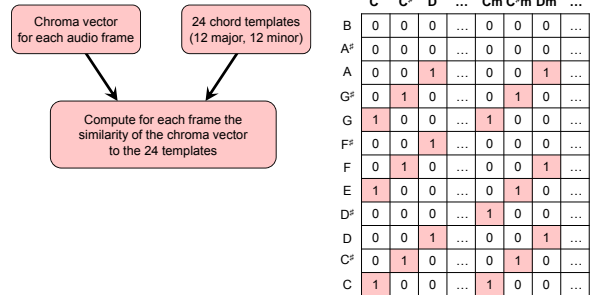 Chroma vector
for each audio frame
24 chord templates
(12 major, 12 minor)
Compute for each frame the
similarity of the chroma vector
to the 24 templates
C C♯ D … Cm C♯m Dm …
B 0 0 0 … 0 0 0 …
A♯ 0 0 0 … 0 0 0 …
A 0 0 1 … 0 0 1 …
G♯ 0 1 0 … 0 1 0 …
G 1 0 0 … 1 0 0 …
F♯ 0 0 1 … 0 0 0 …
F 0 1 0 … 0 0 1 …
E 1 0 0 … 0 1 0 …
D♯ 0 0 0 … 1 0 0 …
D 0 0 1 … 0 0 1 …
C♯ 0 1 0 … 0 1 0 …
C 1 0 0 … 1 0 0 …